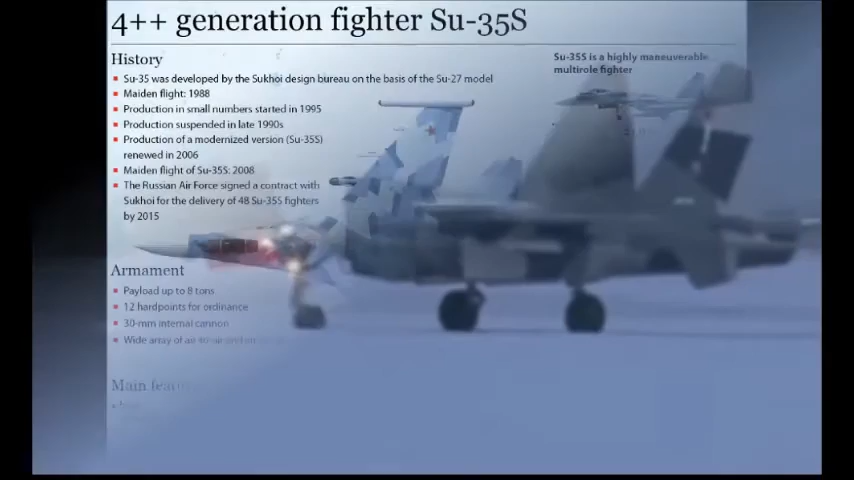 4++ generation fighter Su-35S
History
Su-35 was developed by the Sukhoi design bureau on the basis of the Su-27 model
Maiden flight: 1988
Production in small numbers started in 1995
Production suspended in late 1990s
Production of a modernized version (Su-35S)
renewed in 2006
Maiden flight of Su-35S: 2008
The Russian Air Force signed a contract with
Sukhoi for the delivery of 48 Su-35S fighters
by 2015
Su-35S is a highly maneuverable
multirole fighter
Armament
Payload up to 8 tons
12 hardpoints for ordinance
30-mm internal cannon
Wide array of air-to-air and
Main